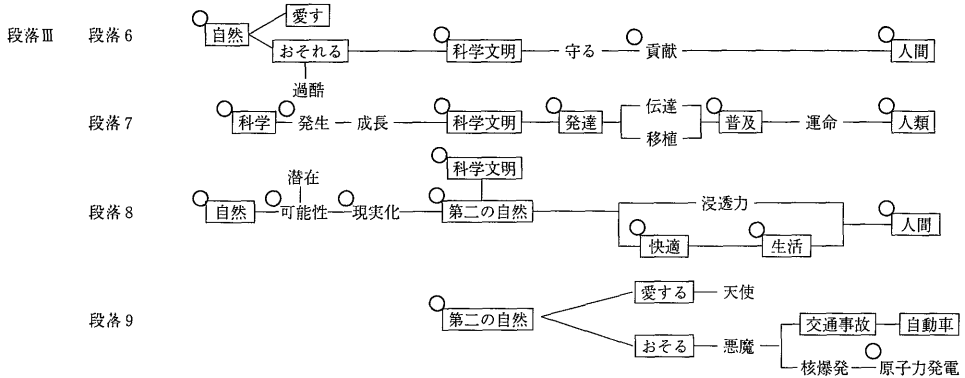 愛す
段落Ⅲ 段落6 自然
おそれる 科学文明 守る 貢献 人間
過酷
段落7 科学 発生 成長 科学文明 発達 伝達 移植 普及 運命 人類
科学文明
潜在
段落8 自然 可能性 現実化 第二の自然 浸透力 人間
快適 生活
段落9 第二の自然
愛する 天使
おそる 悪魔 交通事故 自動車
核爆発 原子力発電